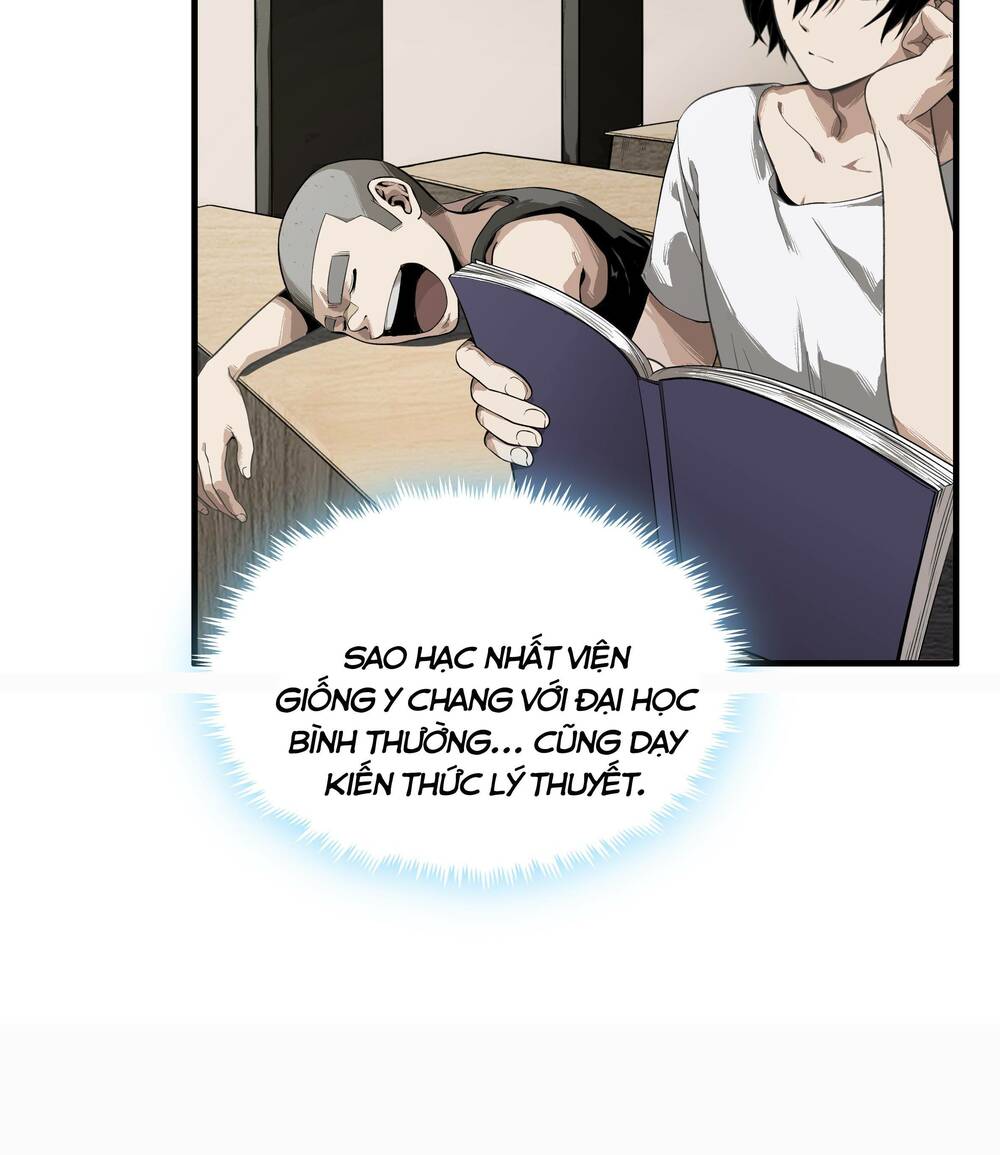 SAO HẠC NHẤT VIỆN
GIỐNG Y CHANG VỚI ĐẠI HỌC
BÌNH THƯỜNG... CŨNG DẠY
KIẾN THỨC LÝ THUYẾT.